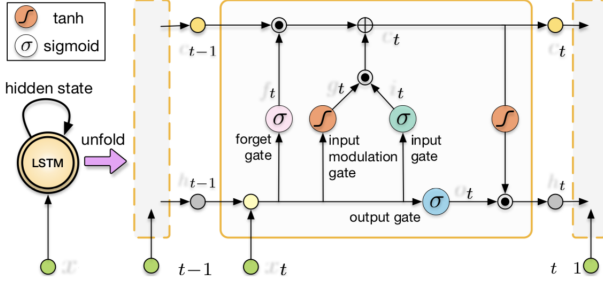 tanh
σ sigmoid
hidden state
LSTM
unfold
c t−1
c t
c t
f t
g t
i t
σ
σ
forget gate
input modulation gate
input gate
h t−1
output gate
σ
o t
h t
x
t−1
x t
t 1